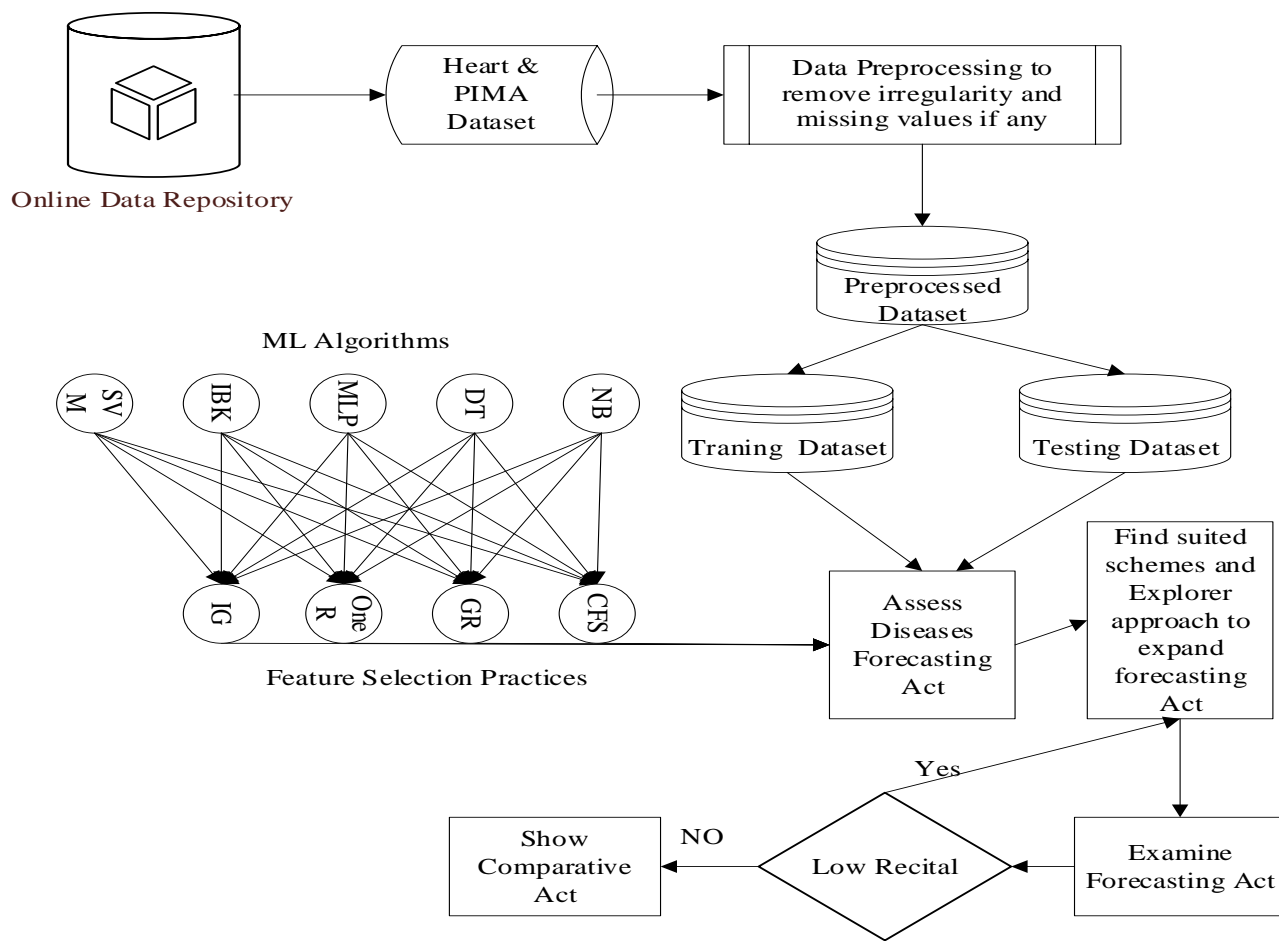 Heart &
PIMA
Dataset
Data Preprocessing to
remove irregularity and
missing values if any
Online Data Repository
Preprocessed
Dataset
ML Algorithms
SV
M
IBK
MLP
DT
NB
Traning Dataset
Testing Dataset
IG
One
R
GR
CFS
Feature Selection Practices
Assess
Diseases
Forecasting
Act
Find suited
schemes and
Explorer
approach to
expand
forecasting
Act
Yes
NO
Show
Comparative
Act
Low Recital
Examine
Forecasting Act